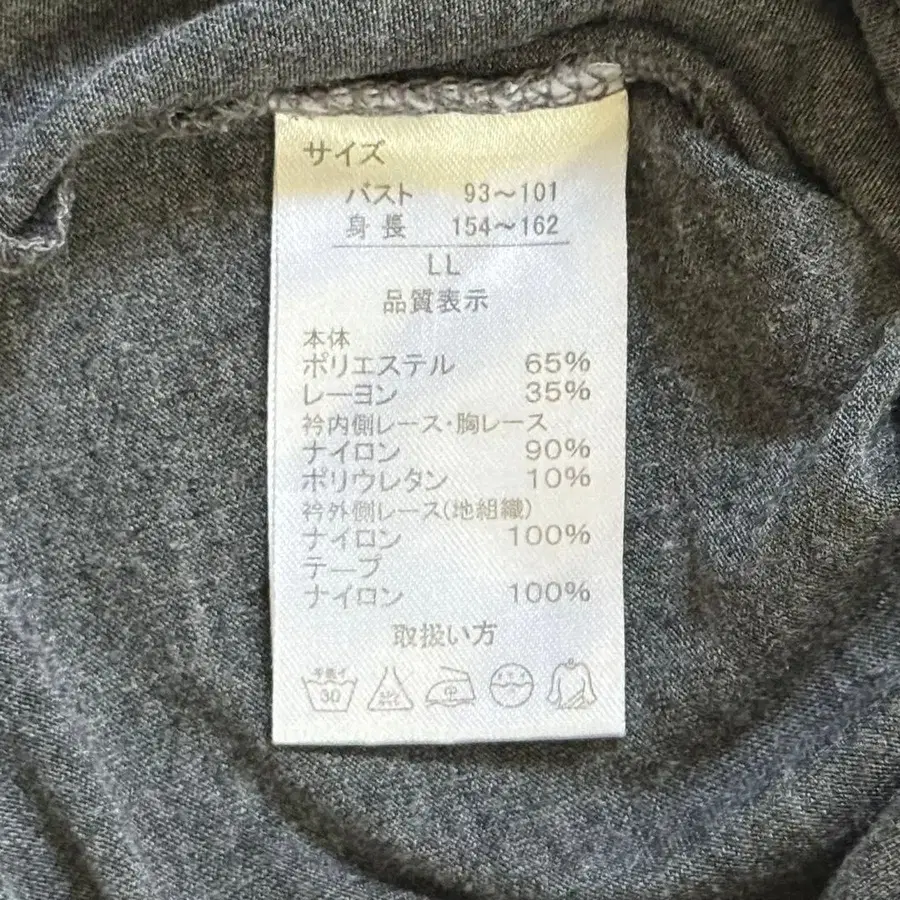 サイズ
バスト 93～101
身長 154～162
LL
品質表示
本体
ポリエステル 65%
レーヨン 35%
衿内側レース・胸レース
ナイロン 90%
ポリウレタン 10%
衿外側レース(地組織)
ナイロン 100%
テープ
ナイロン 100%
取扱い方
手洗イ
30
中